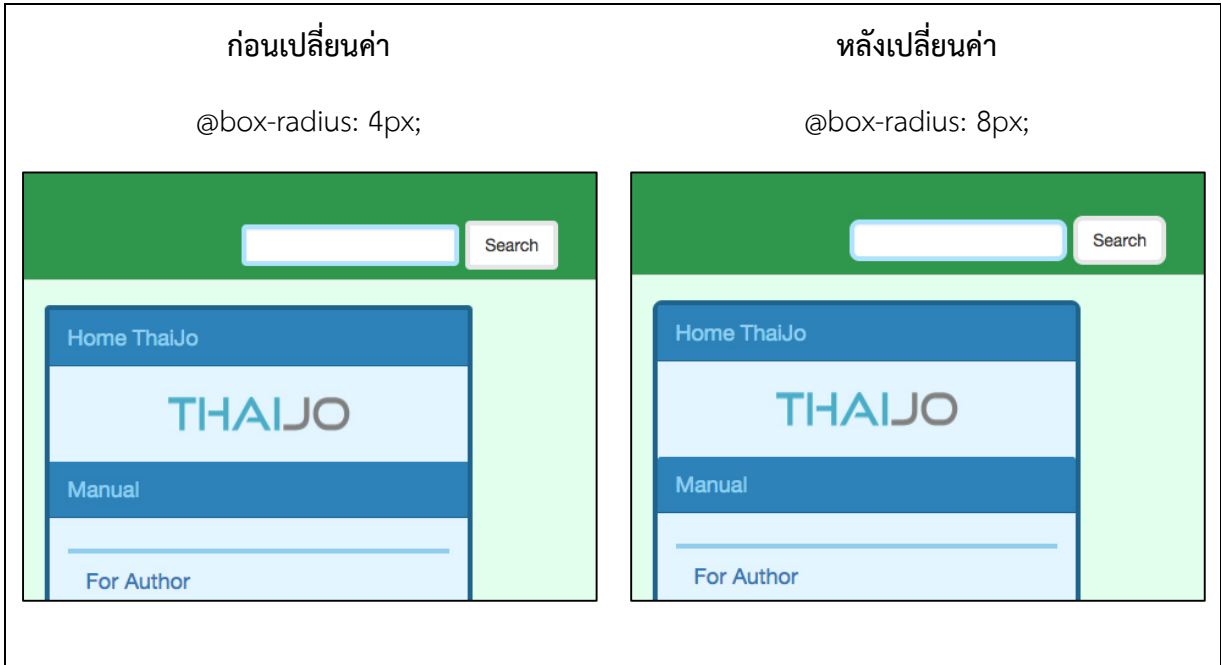 ก่อนเปลี่ยนค่า
@box-radius: 4px;
Search
Home ThaiJo
THAIJO
Manual
For Author
หลังเปลี่ยนค่า
@box-radius: 8px;
Search
Home ThaiJo
THAIJO
Manual
For Author